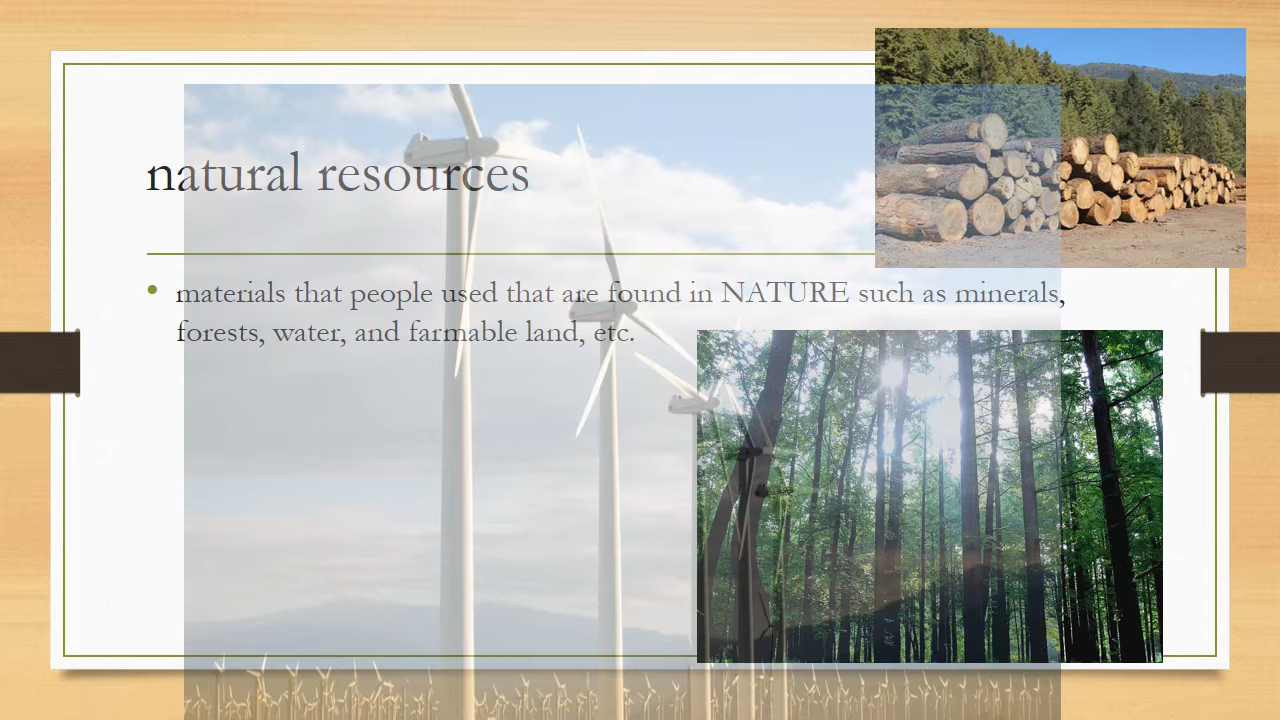 natural resources
materials that people used that are found in NATURE such as minerals,
forests, water, and farmable land, etc.